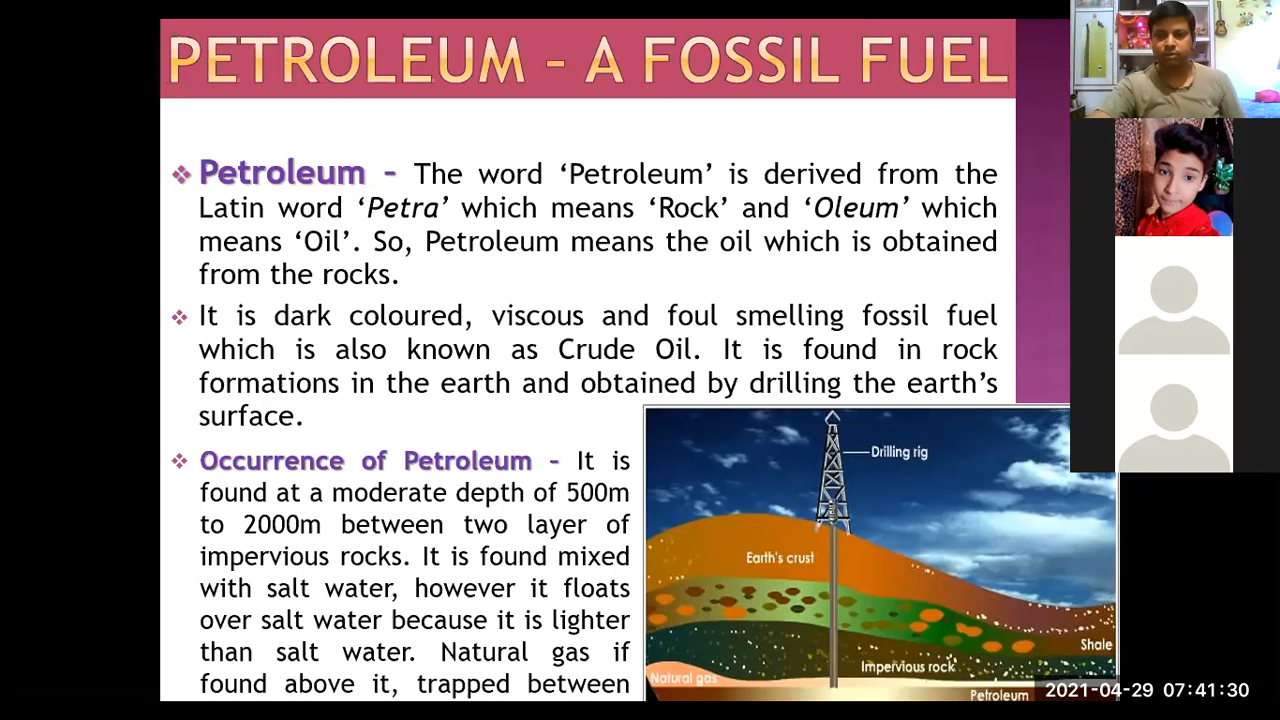 PETROLEUM – A FOSSIL FUEL
❖ Petroleum – The word ‘Petroleum’ is derived from the
Latin word ‘Petra’ which means ‘Rock’ and ‘Oleum’ which
means ‘Oil’. So, Petroleum means the oil which is obtained
from the rocks.
❖ It is dark coloured, viscous and foul smelling fossil fuel
which is also known as Crude Oil. It is found in rock
formations in the earth and obtained by drilling the earth’s
surface.
❖ Occurrence of Petroleum – It is
found at a moderate depth of 500m
to 2000m between two layer of
impervious rocks. It is found mixed
with salt water, however it floats
over salt water because it is lighter
than salt water. Natural gas if
found above it, trapped between
Drilling rig
Earth's crust
Shale
Impervious rock
Natural gas
Petroleum
2021-04-29 07:41:30